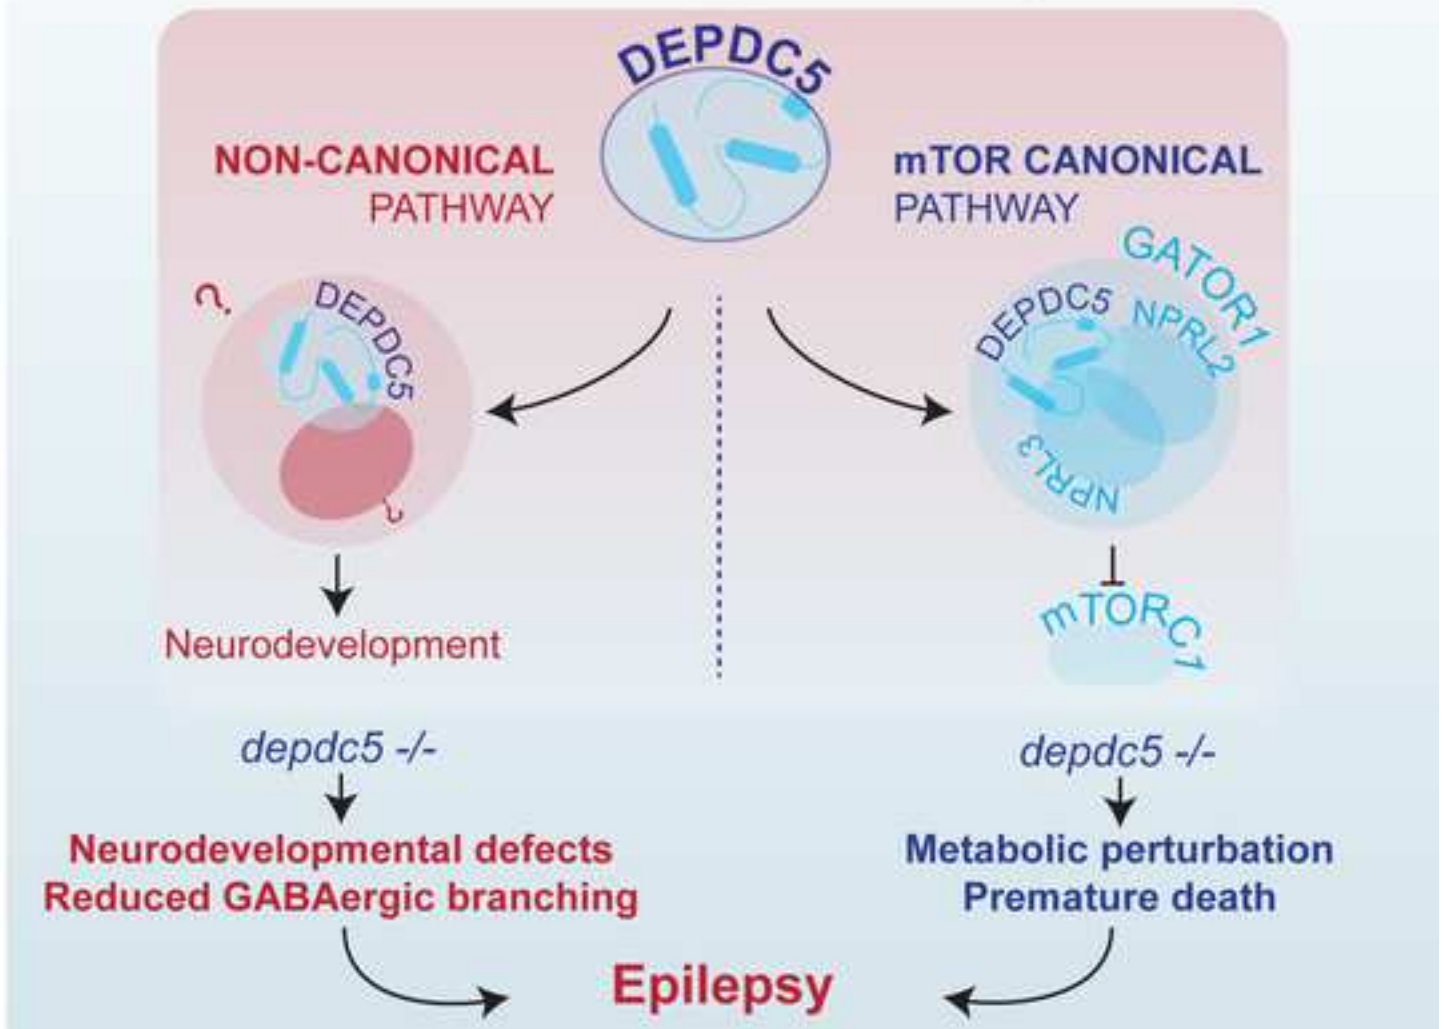 DEPDC5
NON-CANONICAL
PATHWAY
mTOR CANONICAL
PATHWAY
?
DEPDC5
?
Neurodevelopment
GATOR1
DEPDC5
NPRL2
NPRL3
mTORC1
depdc5 -/-
Neurodevelopmental defects
Reduced GABAergic branching
depdc5 -/-
Metabolic perturbation
Premature death
Epilepsy